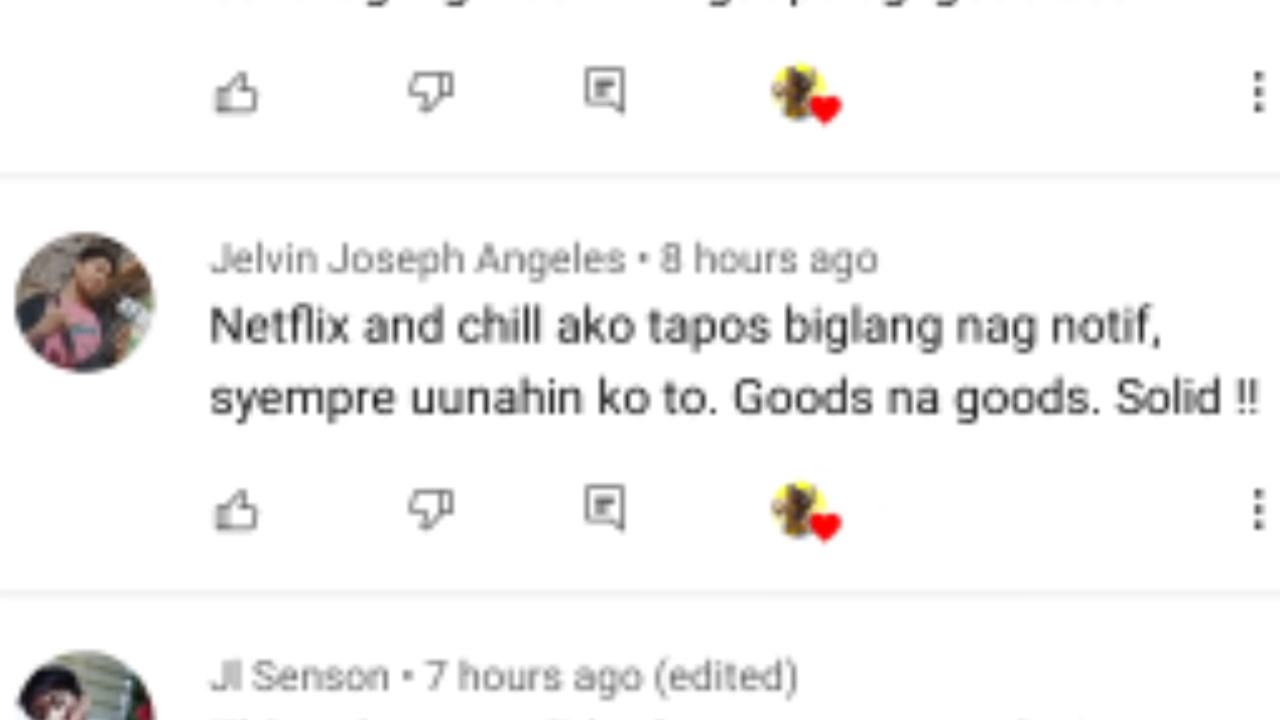 Jelvin Joseph Angeles • 8 hours ago
Netflix and chill ako tapos biglang nag notif,
syempre uunahin ko to. Goods na goods. Solid !!
Jl Senson • 7 hours ago (edited)